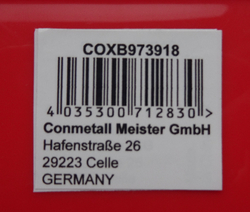 COXB973918
4 035300 712830 >
Conmetall Meister GmbH
Hafenstraße 26
29223 Celle
GERMANY